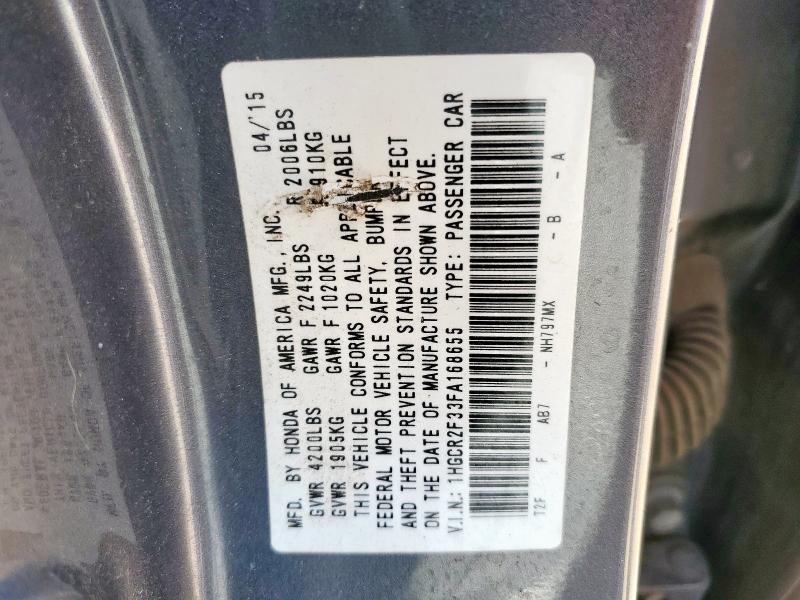 MFD. BY HONDA OF AMERICA MFG., INC. 04/'15
GVWR 4200LBS GAWR F 2249LBS R 2006LBS
GVWR 1905KG GAWR F 1020KG 910KG
THIS VEHICLE CONFORMS TO ALL
FEDERAL MOTOR VEHICLE SAFETY,
AND THEFT PREVENTION STANDARDS IN EFFECT
ON THE DATE OF MANUFACTURE SHOWN ABOVE.
V.I.N.: 1HGCR2F33FA168655 TYPE: PASSENGER CAR
T2F F AB7 - NH797MX C - B - A